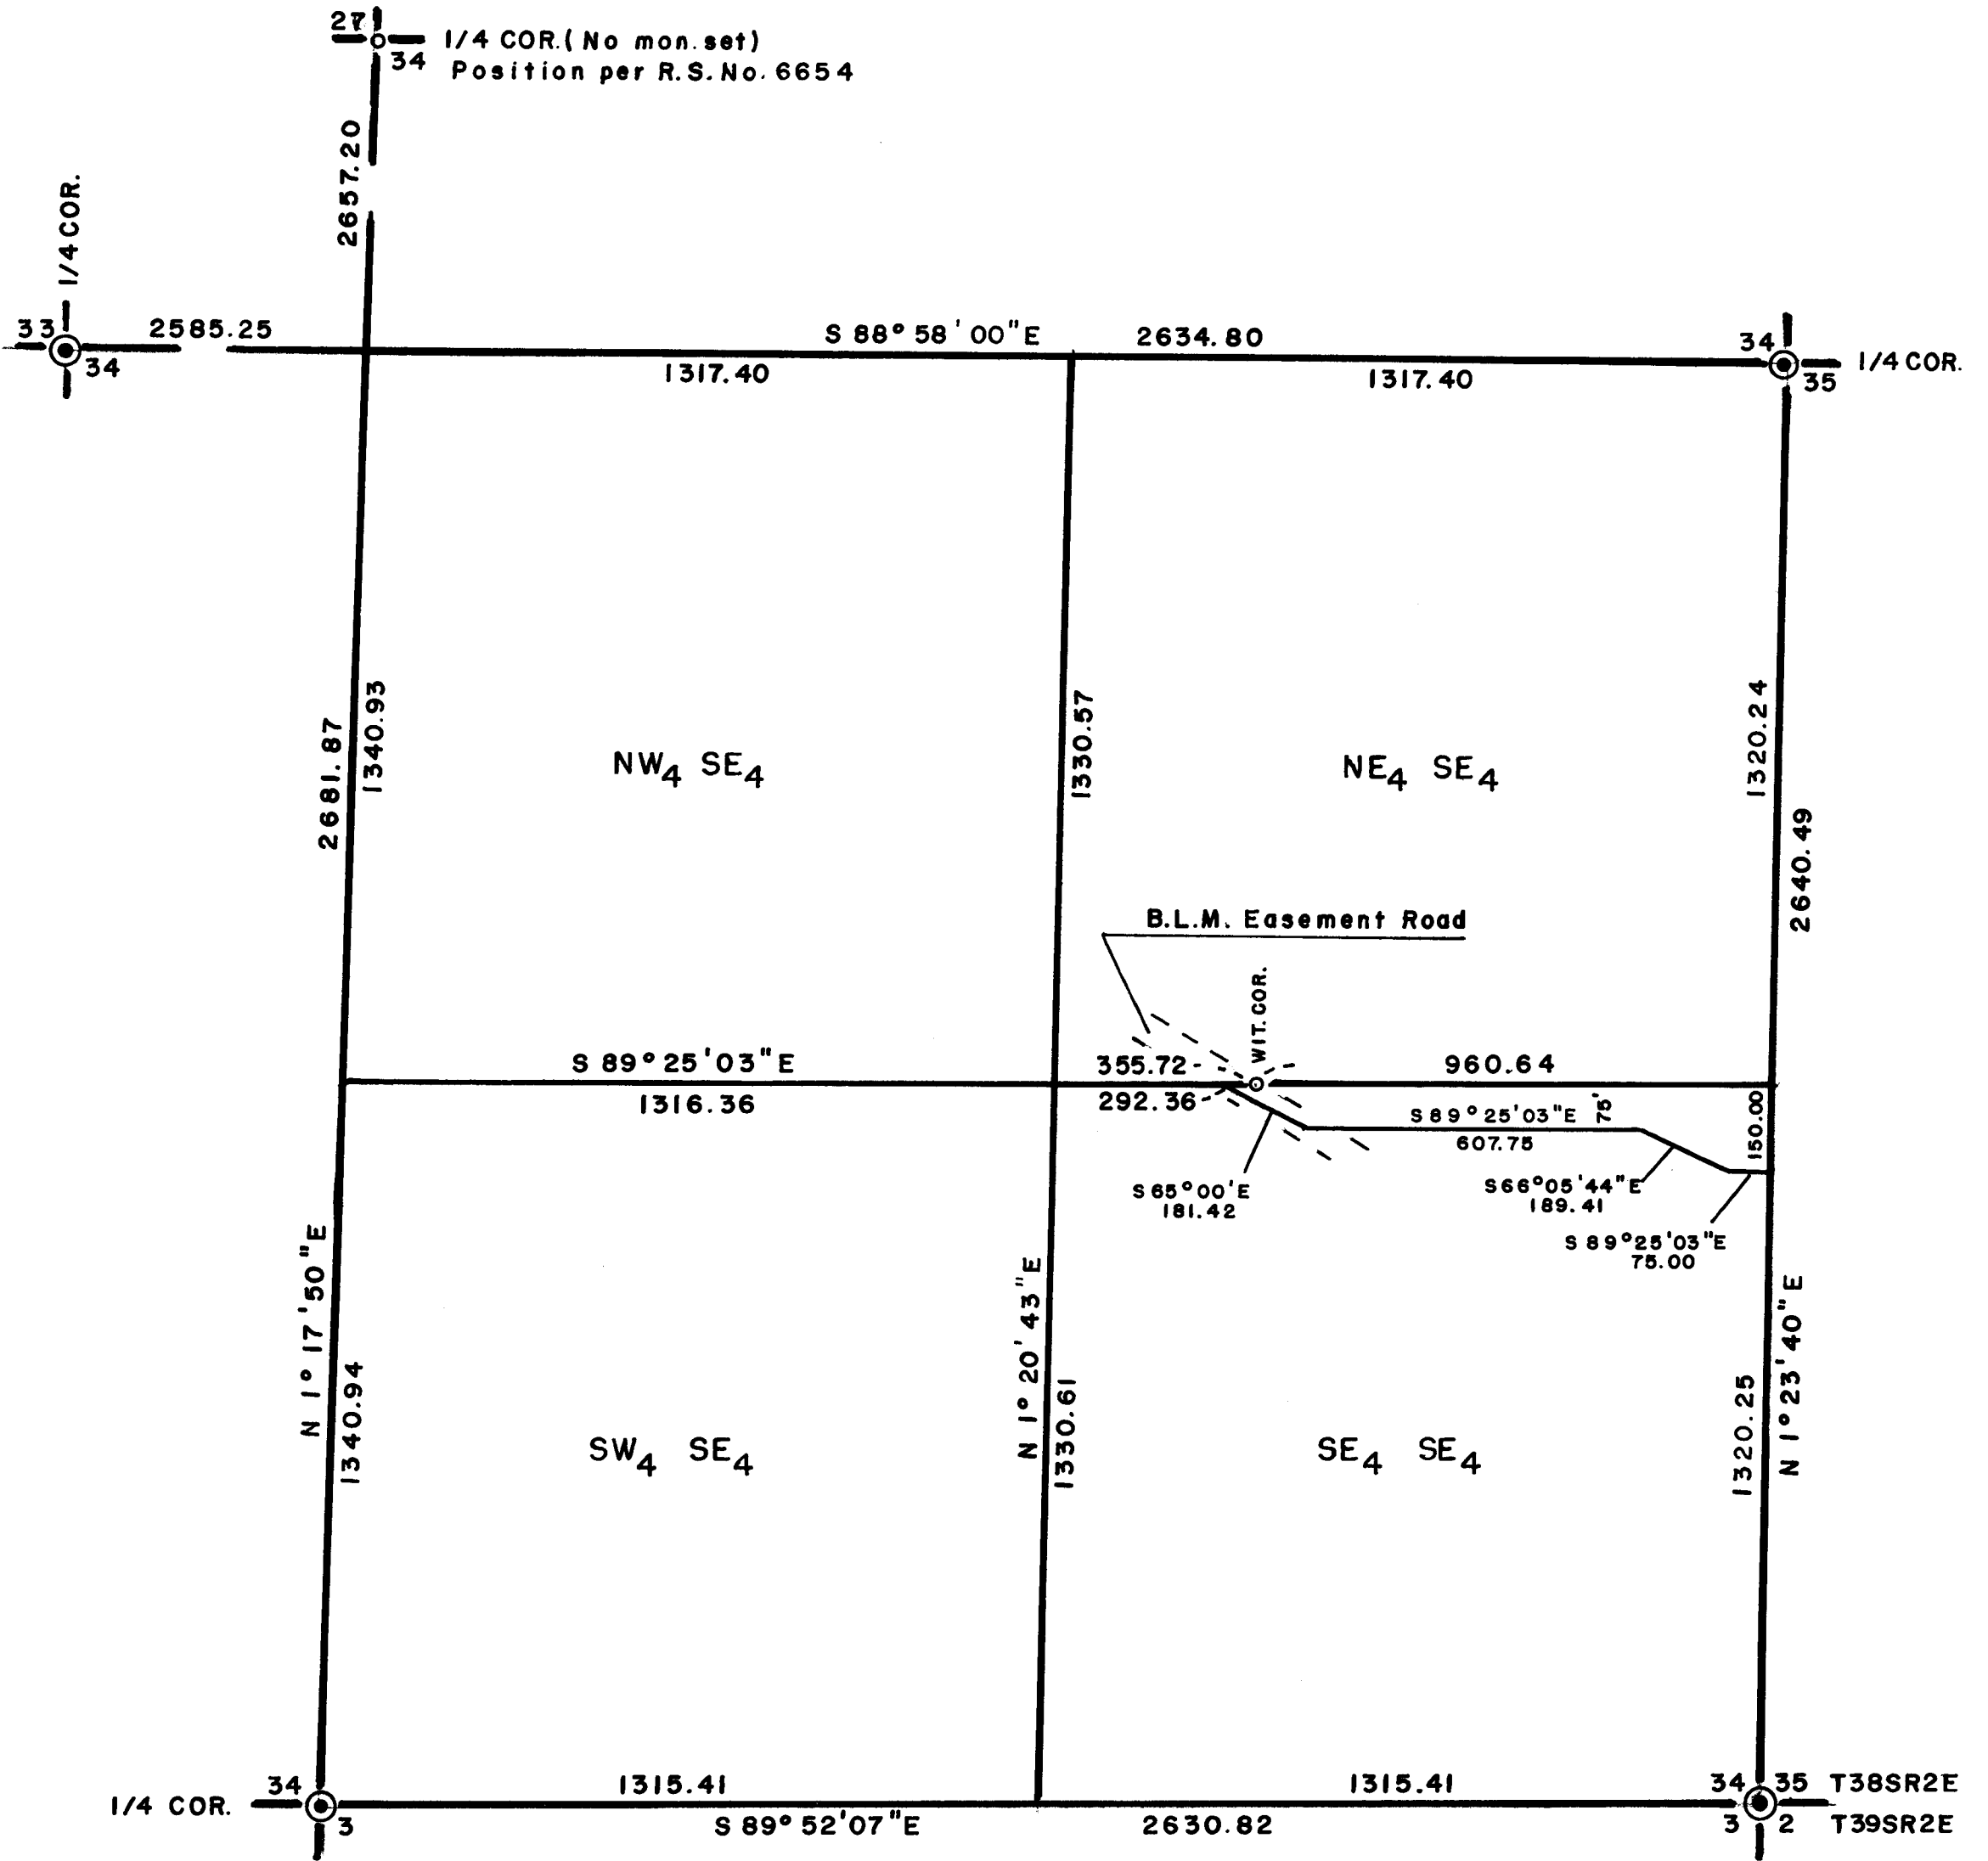 27
34
1/4 COR. (No mon. set)
Position per R.S. No. 6654
2657.20
1/4 COR.
33
34
2585.25
S 88° 58' 00" E
2634.80
1317.40
1317.40
34
35
1/4 COR.
2681.87
1340.93
NW4 SE4
1330.57
NE4 SE4
1320.24
2640.49
B.L.M. Easement Road
WIT. COR.
S 89° 25' 03" E
1316.36
355.72
292.36
960.64
S 89° 25' 03" E
607.75
75'
150.00
S 65° 00' E
181.42
S 66° 05' 44" E
189.41
S 89° 25' 03" E
75.00
N 1° 17' 50" E
1340.94
SW4 SE4
N 1° 20' 43" E
1330.61
SE4 SE4
1320.25
N 1° 23' 40" E
1/4 COR.
34
3
1315.41
S 89° 52' 07" E
1315.41
2630.82
34
35
T38SR2E
3
2
T39SR2E